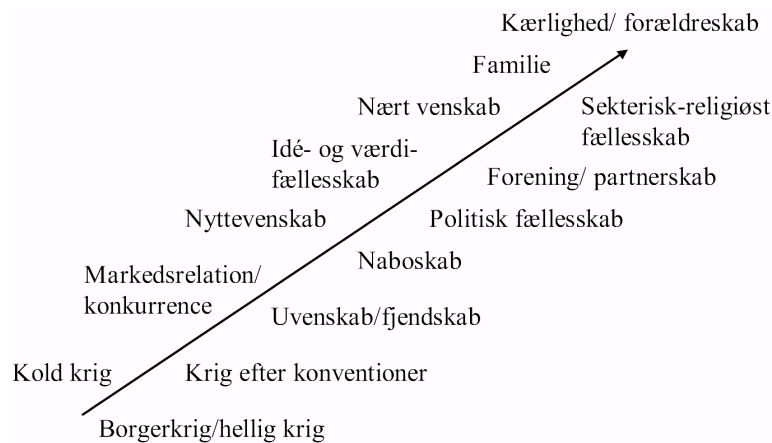 Kærlighed/ forældreskab
Familie
Nært venskab
Sekterisk-religiøst
fællesskab
Idé- og værdi-
fællesskab
Forening/ partnerskab
Nyttevenskab
Politisk fællesskab
Naboskab
Markedsrelation/
konkurrence
Uvenskab/fjendskab
Kold krig
Krig efter konventioner
Borgerkrig/hellig krig